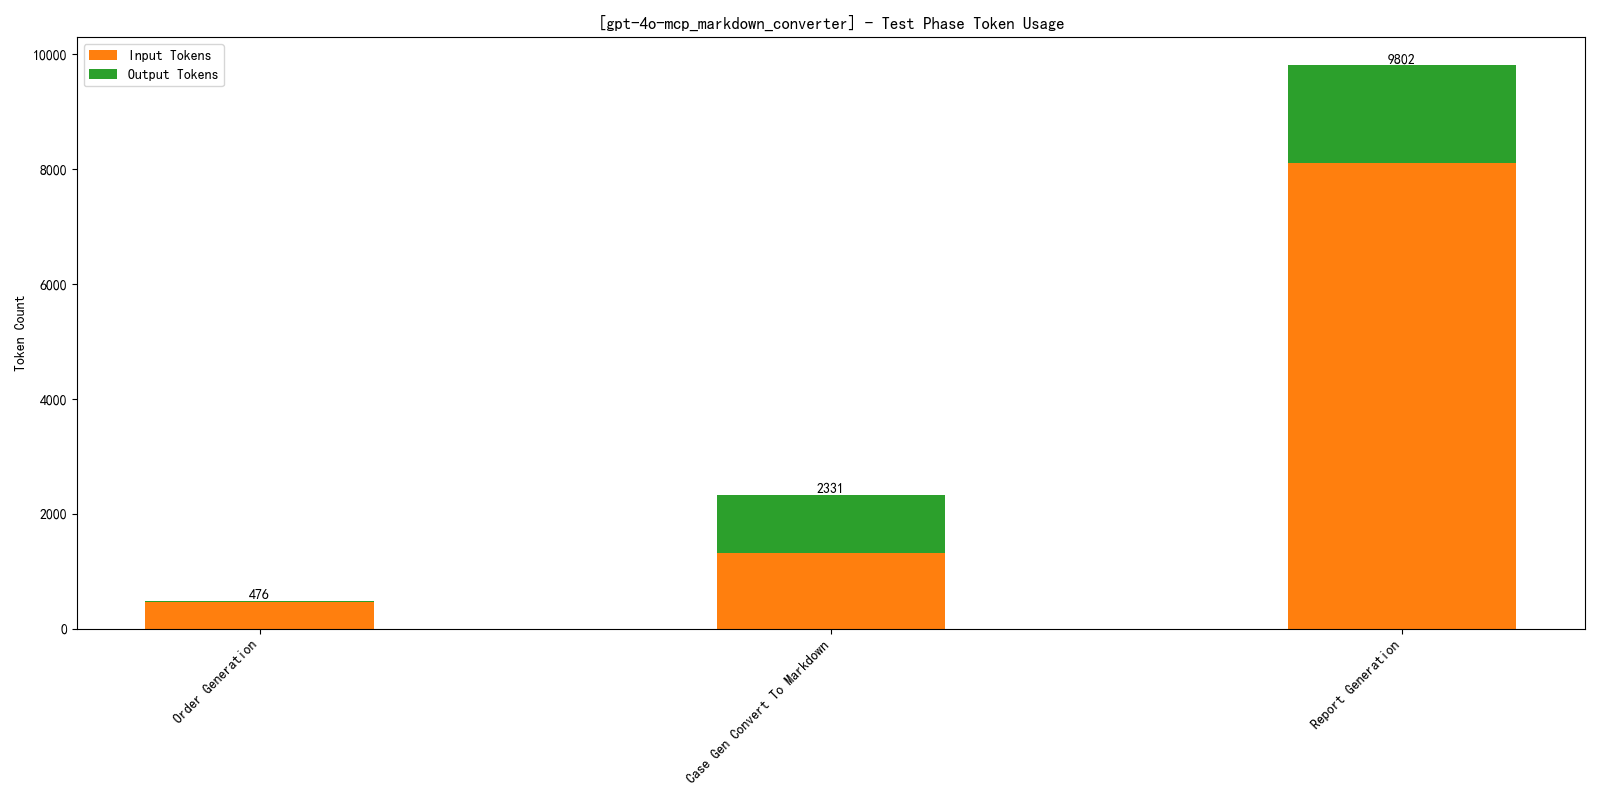 [gpt-4o-mcp_markdown_converter] - Test Phase Token Usage
Input Tokens
Output Tokens
Token Count
10000
8000
6000
4000
2000
0
476
2331
9802
Order Generation
Case Gen Convert To Markdown
Report Generation